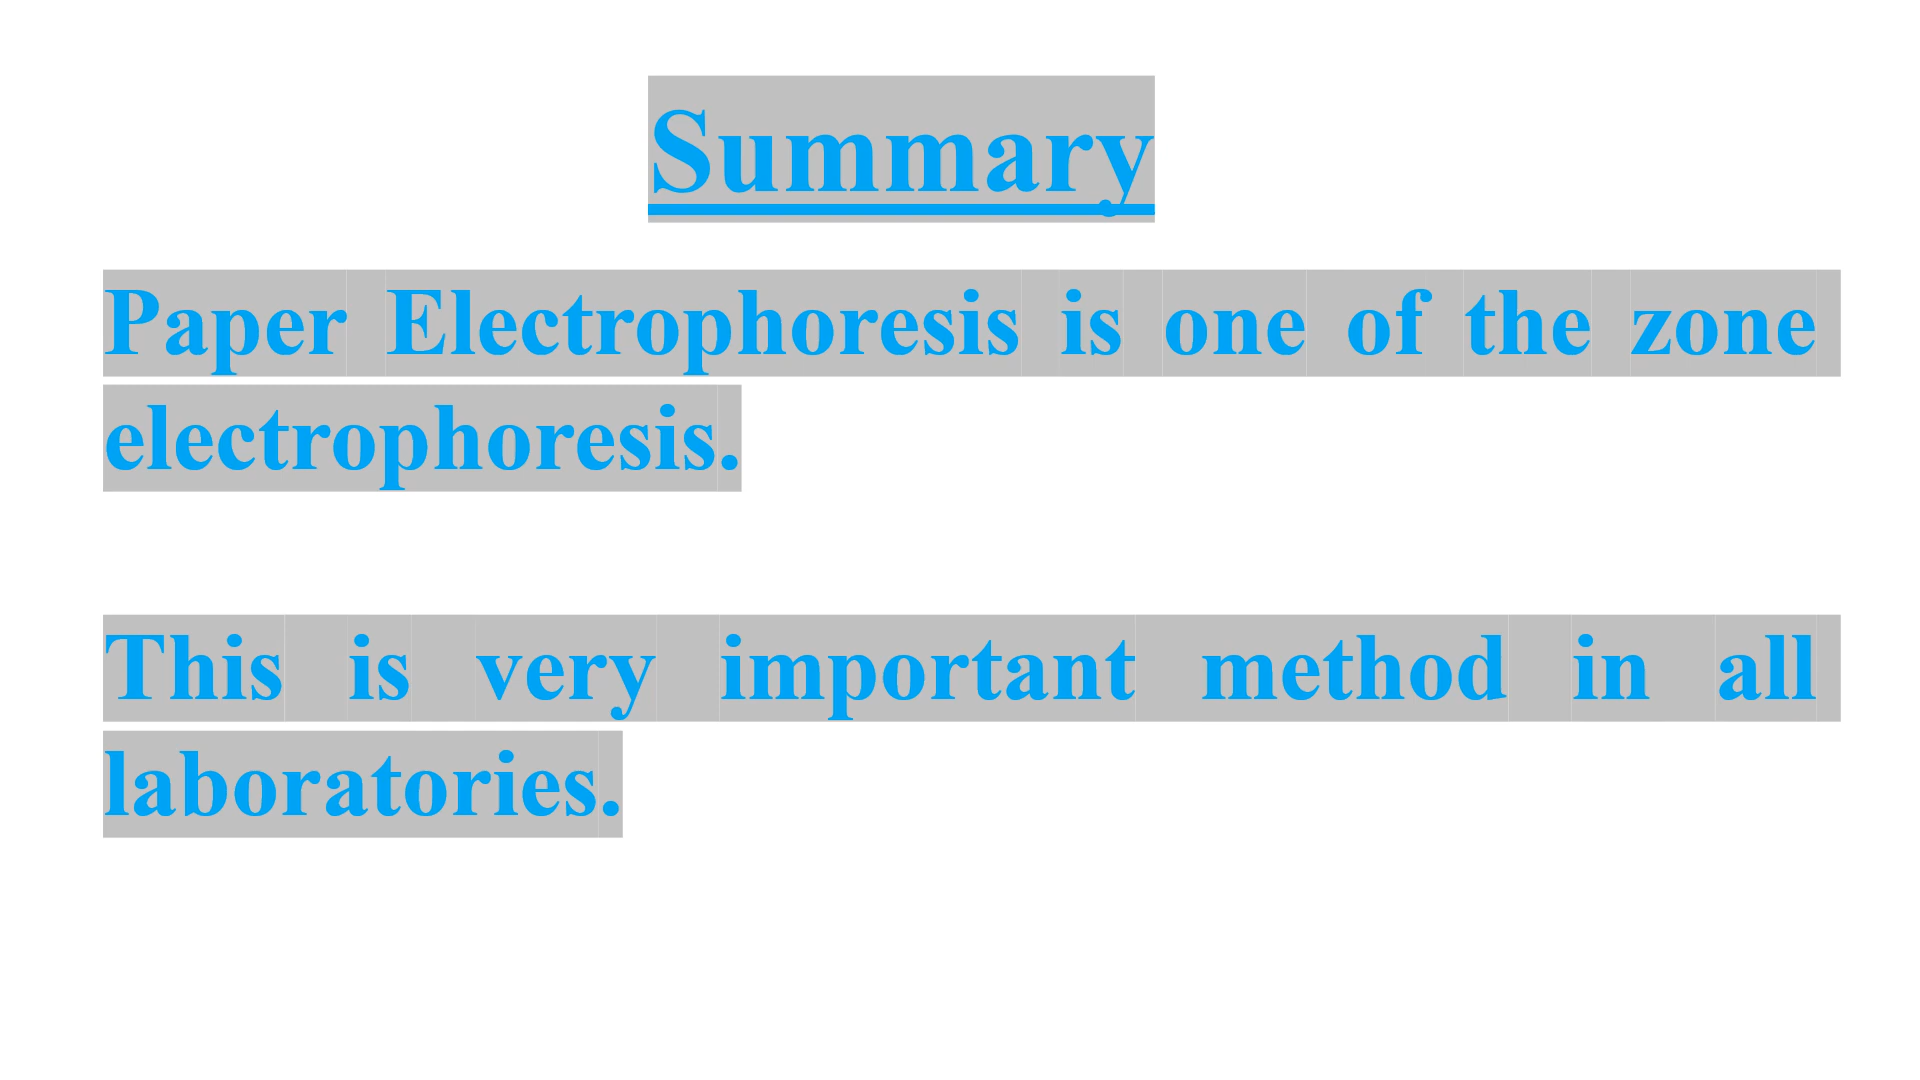 Summary
Paper Electrophoresis is one of the zone
electrophoresis.
This is very important method in all
laboratories.